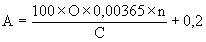 A = 100×O×0,00365×n / C + 0,2